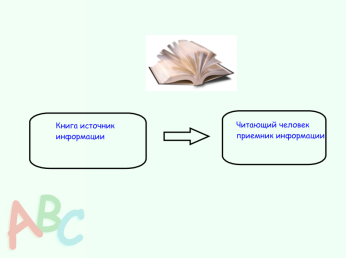 Книга источник
информации
Читающий человек
приемник информации
ABC